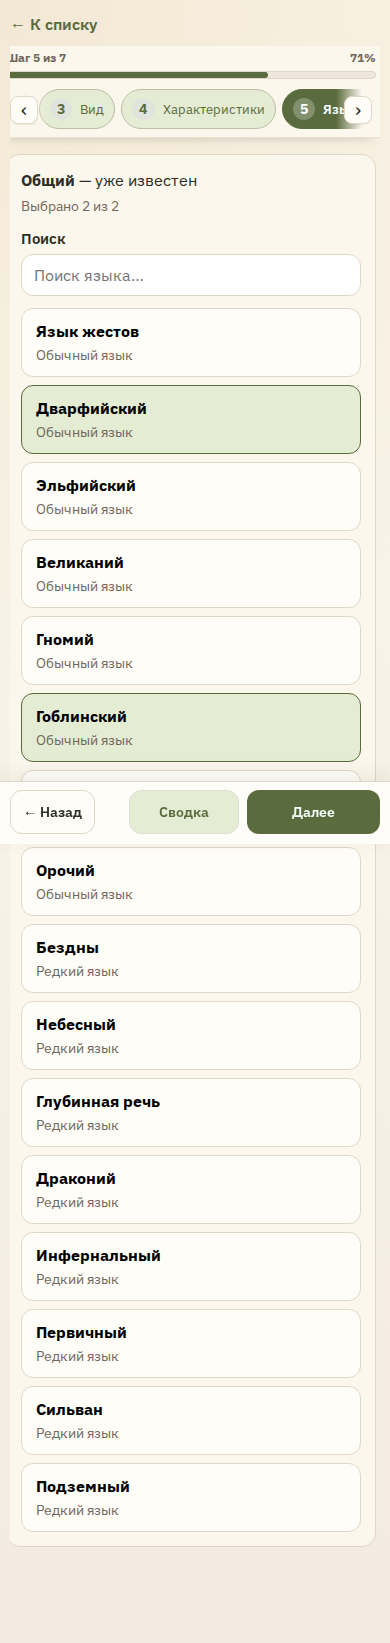 ← К списку
Шаг 5 из 7
71%
‹
3 Вид
4 Характеристики
5
›
Общий — уже известен
Выбрано 2 из 2
Поиск
Поиск языка...
Язык жестов
Обычный язык
Дварфийский
Обычный язык
Эльфийский
Обычный язык
Великаний
Обычный язык
Гномий
Обычный язык
Гоблинский
Обычный язык
← Назад
Сводка
Далее
Орочий
Обычный язык
Бездны
Редкий язык
Небесный
Редкий язык
Глубинная речь
Редкий язык
Драконий
Редкий язык
Инфернальный
Редкий язык
Первичный
Редкий язык
Сильван
Редкий язык
Подземный
Редкий язык